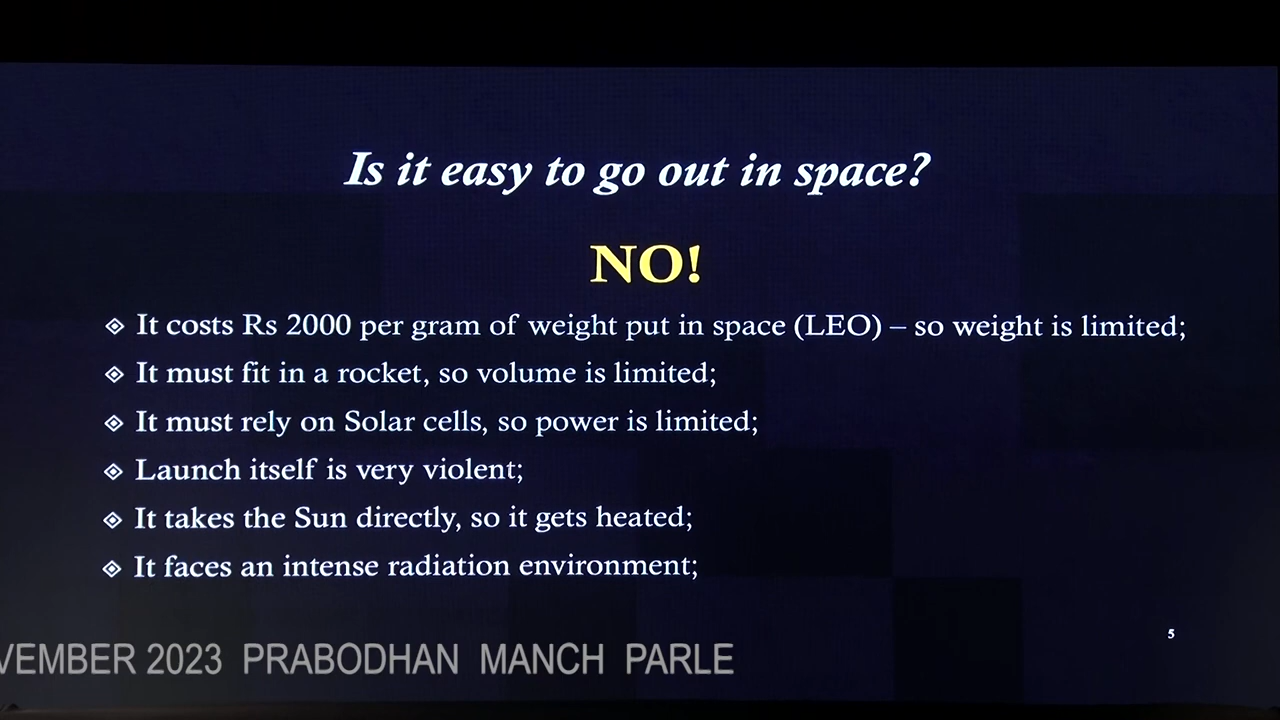 Is it easy to go out in space?
NO!
It costs Rs 2000 per gram of weight put in space (LEO) – so weight is limited;
It must fit in a rocket, so volume is limited;
It must rely on Solar cells, so power is limited;
Launch itself is very violent;
It takes the Sun directly, so it gets heated;
It faces an intense radiation environment;
5
2023 PRABODHAN MANCH PARLE